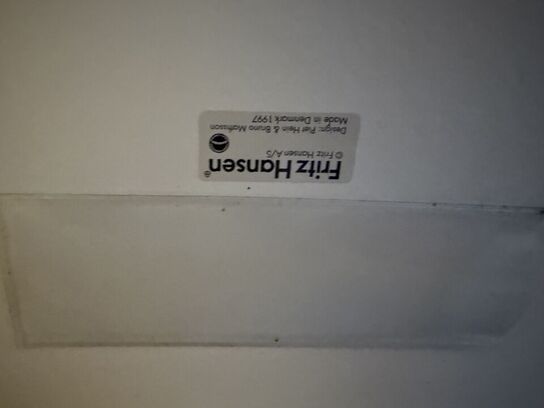 Fritz Hansen®
© Fritz Hansen A/S
Design: Piet Hein & Bruno Mathsson
Made in Denmark 1997